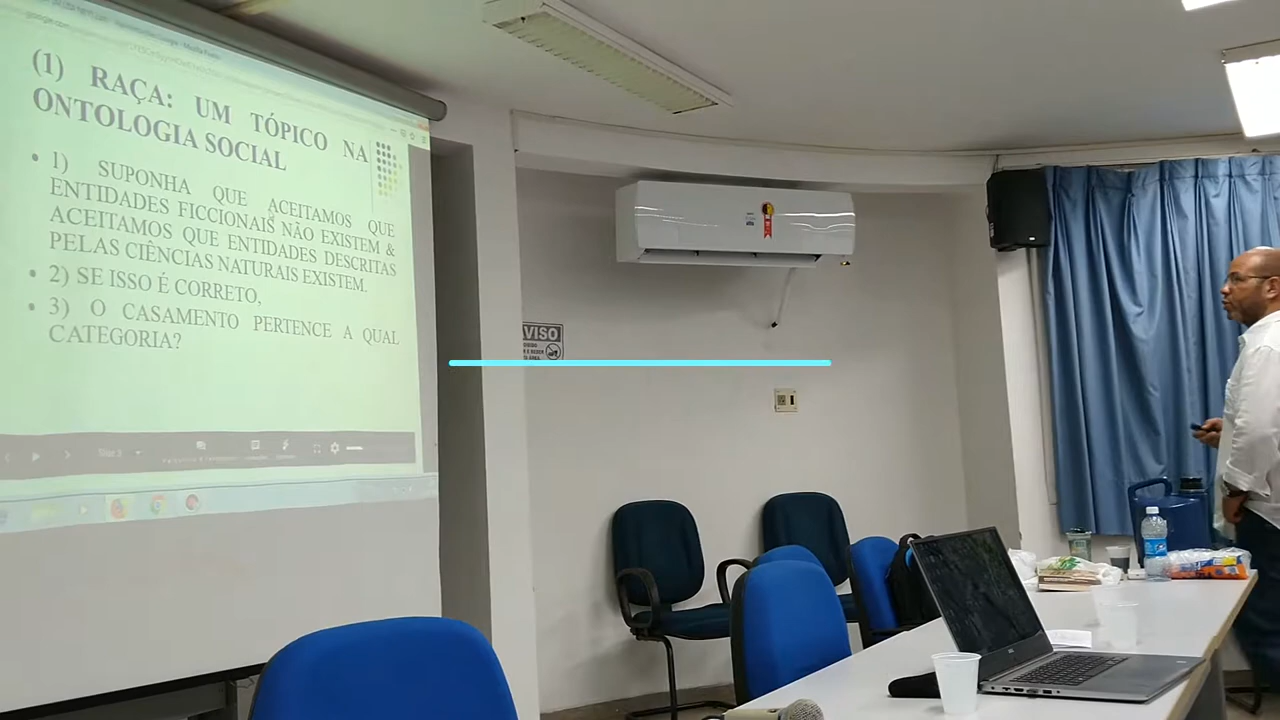 (1) RAÇA: UM TÓPICO NA
ONTOLOGIA SOCIAL
• 1) SUPONHA QUE ACEITAMOS QUE
ENTIDADES FICCIONAIS NÃO EXISTEM &
ACEITAMOS QUE ENTIDADES DESCRITAS
PELAS CIÊNCIAS NATURAIS EXISTEM.
• 2) SE ISSO É CORRETO,
• 3) O CASAMENTO PERTENCE A QUAL
CATEGORIA?
AVISO